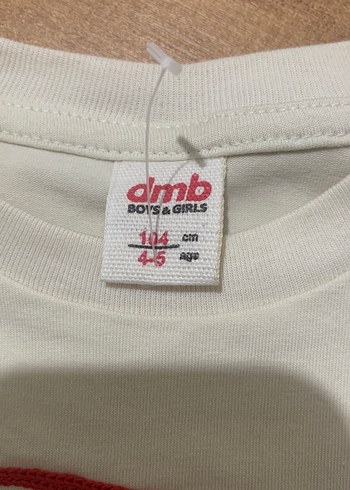 dmb
BOYS & GIRLS
104 cm
4-5 age